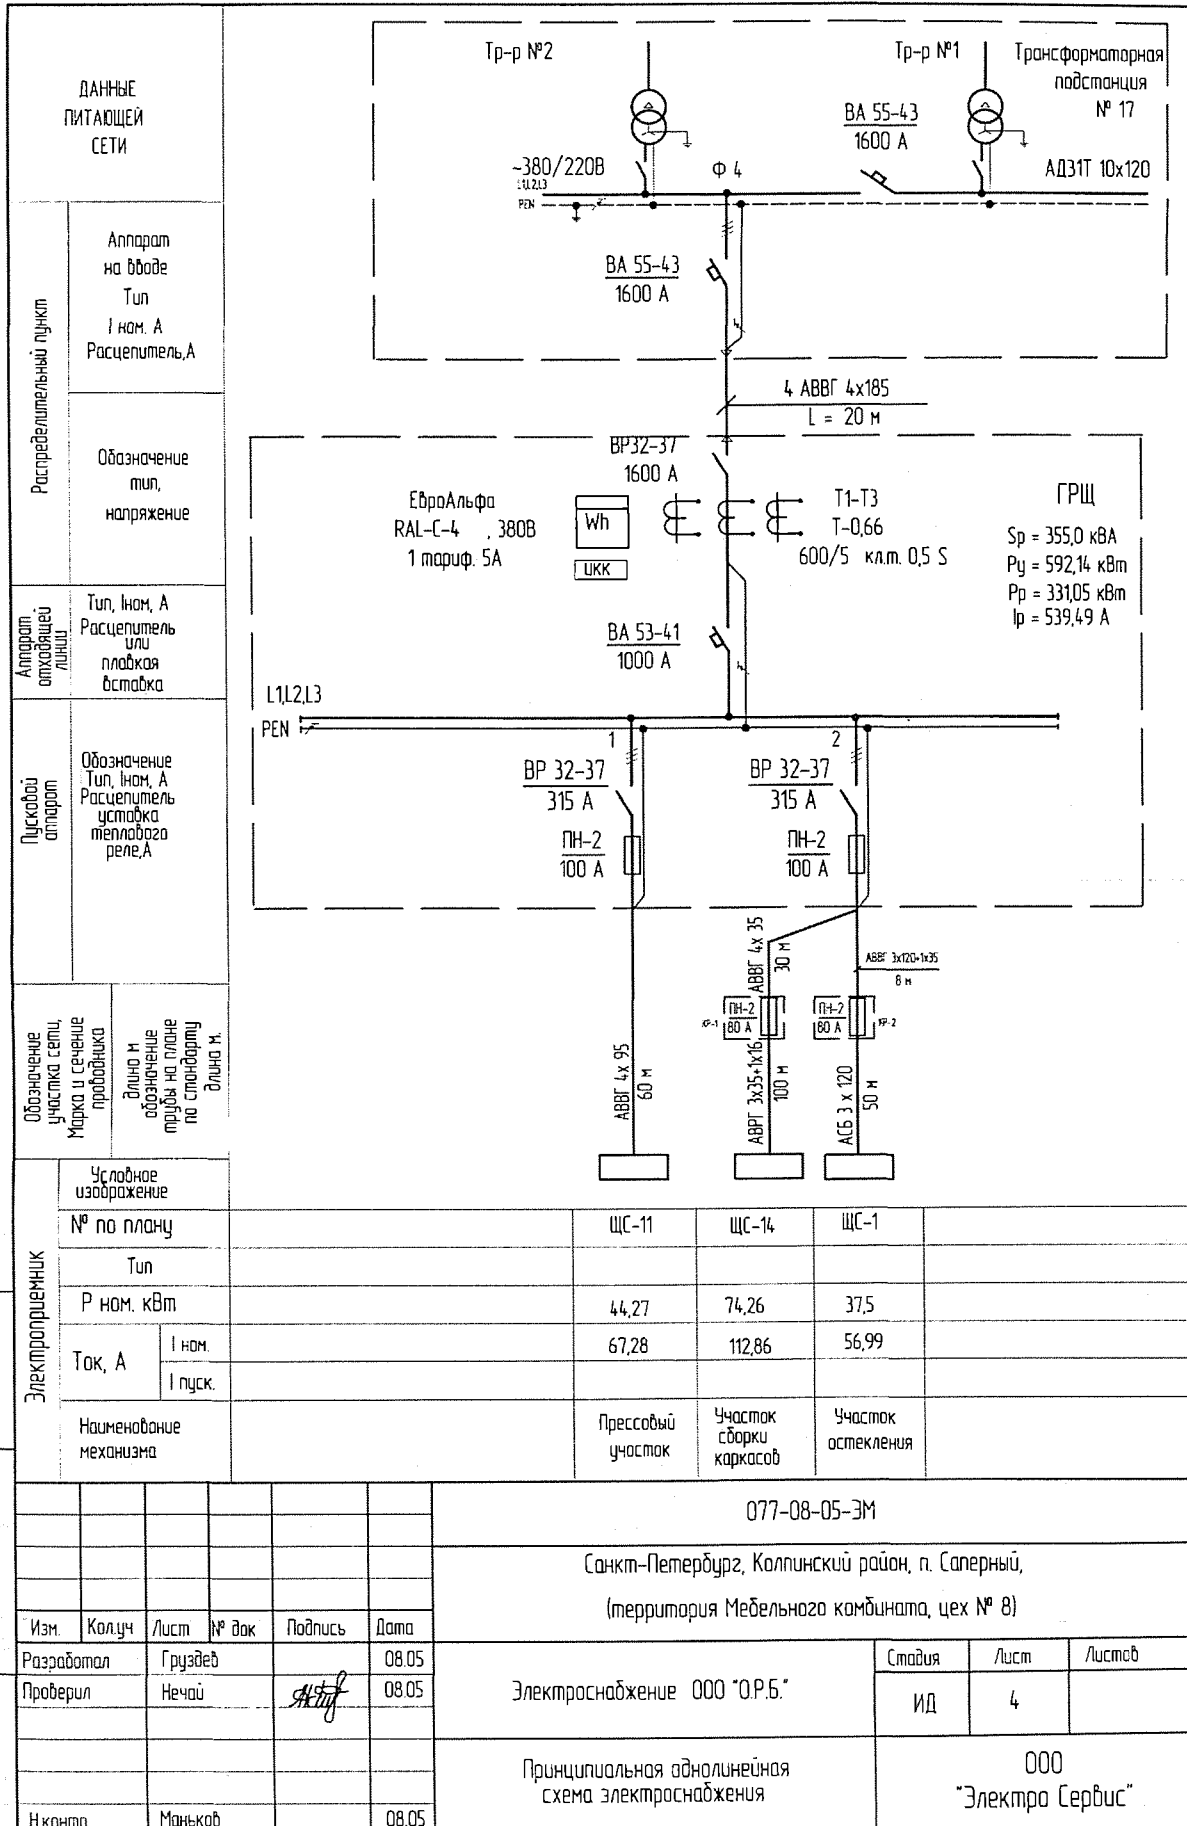 ДАННЫЕ
ПИТАЮЩЕЙ
СЕТИ
Распределительный пункт
Аппарат
на вводе
Тип
I ном. А
Расцепитель,А
Обозначение
тип,
напряжение
Аппарат
отходящей
линии
Тип, Iном, А
Расцепитель
или
плавкая
вставка
Пусковой
аппарат
Обозначение
Тип, Iном, А
Расцепитель
уставка
теплового
реле,А
Обозначение
участка сети,
Марка и сечение
проводника
длина м
обозначение
трубы на плане
по стандарту
длина м.
Тр-р №2
Тр-р №1
Трансформаторная
подстанция
№ 17
ВА 55-43
1600 А
~380/220В
L1,L2,L3
PEN
Ф 4
АД31Т 10х120
ВА 55-43
1600 А
4 АВВГ 4х185
L = 20 м
ВР32-37
1600 А
ЕвроАльфа
RAL-C-4 , 380В
1 тариф. 5А
Wh
ИКК
Т1-Т3
Т-0,66
600/5 кл.т. 0,5 S
ГРЩ
Sр = 355,0 кВА
Ру = 592,14 кВт
Рр = 331,05 кВт
Iр = 539,49 А
ВА 53-41
1000 А
L1,L2,L3
PEN
1
2
ВР 32-37
315 А
ВР 32-37
315 А
ПН-2
100 А
ПН-2
100 А
АВВГ 4х 95
60 м
АВВГ 4х 35
30 м
АВВГ 3х120+1х35
8 м
КР-1
ПН-2
80 А
ПН-2
80 А
КР-2
АВРГ 3х35+1х16
100 м
АСБ 3 х 120
50 м
Электроприемник
Условное
изображение
№ по плану
ЩС-11
ЩС-14
ЩС-1
Тип
Р ном. кВт
44,27
74,26
37,5
Ток, А
I ном.
67,28
112,86
56,99
I пуск.
Наименование
механизма
Прессовый
участок
Участок
сборки
каркасов
Участок
остекления
077-08-05-ЭМ
Санкт-Петербург, Колпинский район, п. Саперный,
(территория Мебельного комбината, цех № 8)
Изм.
Кол.уч
Лист
№ док
Подпись
Дата
Разработал
Груздев
08.05
Проверил
Нечай
08.05
Н.контр
Маньков
08.05
Электроснабжение ООО "О.Р.Б."
Стадия
Лист
Листов
ИД
4
Принципиальная однолинейная
схема электроснабжения
ООО
"Электро Сервис"